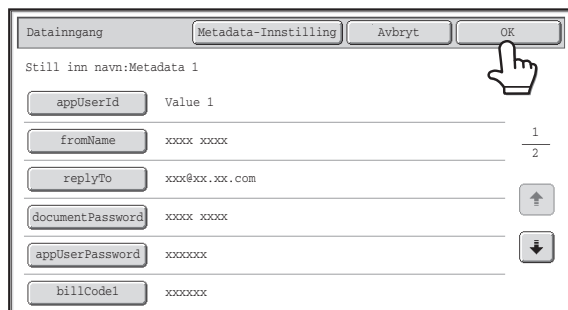 Datainngang Metadata-Innstilling Avbryt OK
Still inn navn:Metadata 1
appUserId Value 1
fromName xxxx xxxx
1
2
replyTo xxx@xx.xx.com
documentPassword xxxx xxxx
appUserPassword xxxxxx
billCode1 xxxxxx